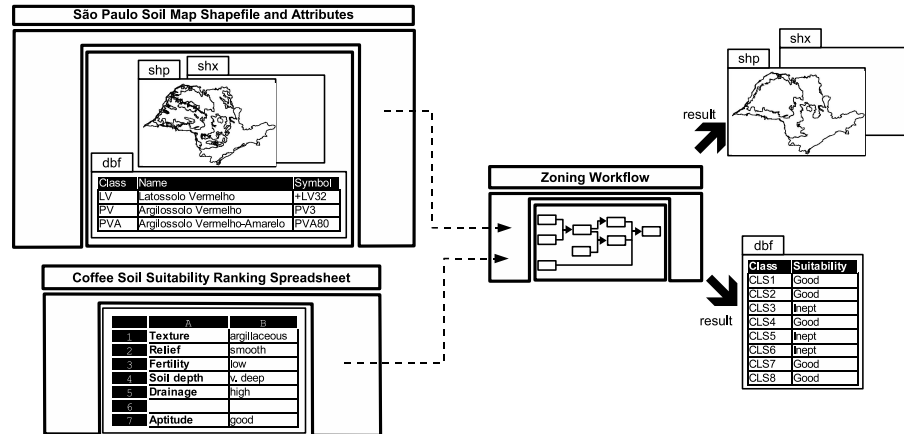 São Paulo Soil Map Shapefile and Attributes
shp
shx
dbf
Class Name Symbol
LV Latossolo Vermelho +LV32
PV Argilossolo Vermelho PV3
PVA Argilossolo Vermelho-Amarelo PVA80
Coffee Soil Suitability Ranking Spreadsheet
A B
1 Texture argillaceous
2 Relief smooth
3 Fertility low
4 Soil depth v. deep
5 Drainage high
6
7 Aptitude good
Zoning Workflow
result
shp
shx
result
dbf
Class Suitability
CLS1 Good
CLS2 Good
CLS3 Inept
CLS4 Good
CLS5 Inept
CLS6 Inept
CLS7 Good
CLS8 Good